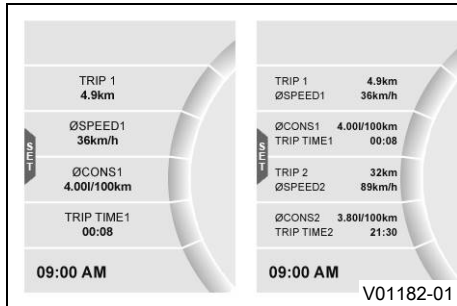 TRIP 1
4.9km
ØSPEED1
36km/h
SET
ØCONS1
4.00l/100km
TRIP TIME1
00:08
09:00 AM
TRIP 1 4.9km
ØSPEED1 36km/h
ØCONS1 4.00l/100km
TRIP TIME1 00:08
SET
TRIP 2 32km
ØSPEED2 89km/h
ØCONS2 3.80l/100km
TRIP TIME2 21:30
09:00 AM
V01182-01